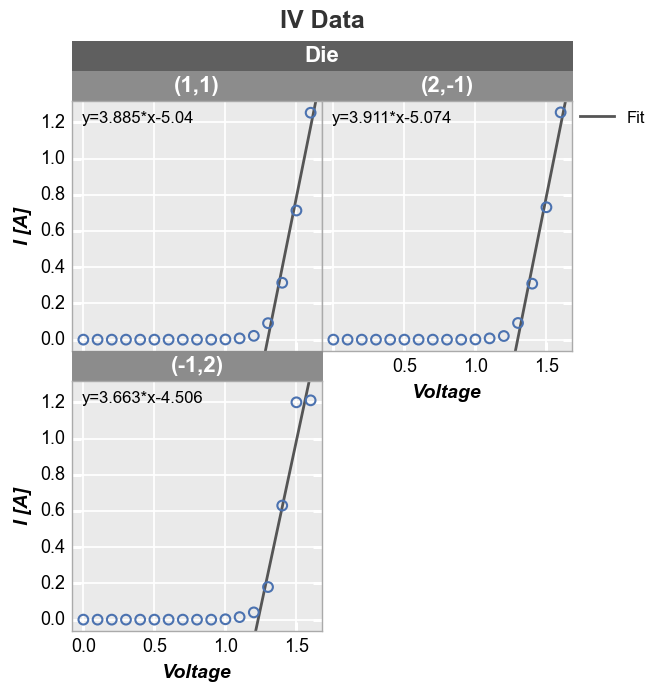 IV Data
Die
(1,1)
(2,-1)
y=3.885*x-5.04
y=3.911*x-5.074
Fit
1.2
1.0
0.8
0.6
0.4
0.2
0.0
I [A]
0.5 1.0 1.5
Voltage
(-1,2)
y=3.663*x-4.506
1.2
1.0
0.8
0.6
0.4
0.2
0.0
I [A]
0.0 0.5 1.0 1.5
Voltage